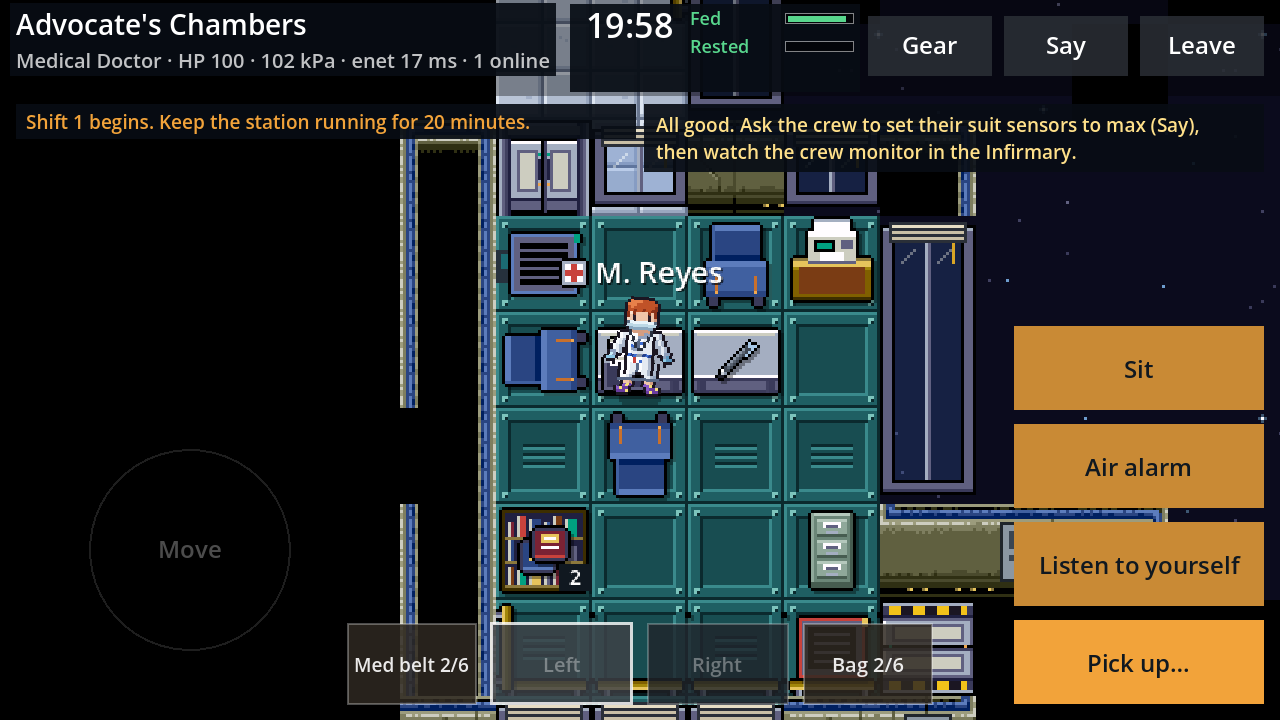 Advocate's Chambers
Medical Doctor · HP 100 · 102 kPa · enet 17 ms · 1 online
19:58
Fed
Rested
Gear
Say
Leave
Shift 1 begins. Keep the station running for 20 minutes.
All good. Ask the crew to set their suit sensors to max (Say),
then watch the crew monitor in the Infirmary.
M. Reyes
Sit
Air alarm
Listen to yourself
Pick up...
Move
2
Med belt 2/6
Left
Right
Bag 2/6